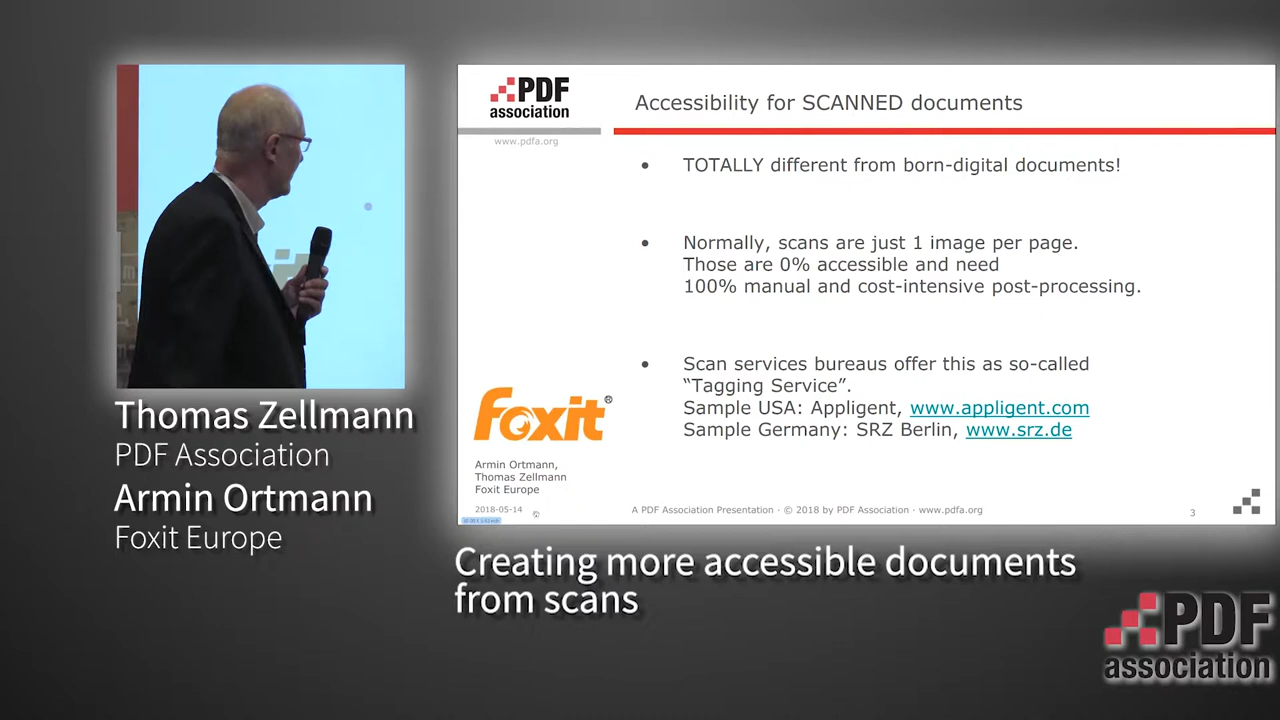 Thomas Zellmann
PDF Association
Armin Ortmann
Foxit Europe
PDF
association
www.pdfa.org
Accessibility for SCANNED documents
• TOTALLY different from born-digital documents!
• Normally, scans are just 1 image per page.
Those are 0% accessible and need
100% manual and cost-intensive post-processing.
• Scan services bureaus offer this as so-called
“Tagging Service”.
Sample USA: Appligent, www.appligent.com
Sample Germany: SRZ Berlin, www.srz.de
foxit®
Armin Ortmann,
Thomas Zellmann
Foxit Europe
2018-05-14
A PDF Association Presentation · © 2018 by PDF Association · www.pdfa.org
3
Creating more accessible documents
from scans
PDF
association